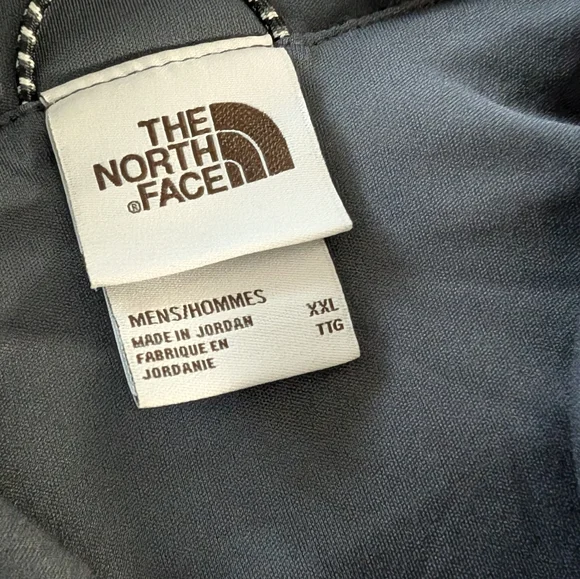 THE
NORTH
®FACE
MENS/HOMMES XXL
MADE IN JORDAN TTG
FABRIQUE EN
JORDANIE